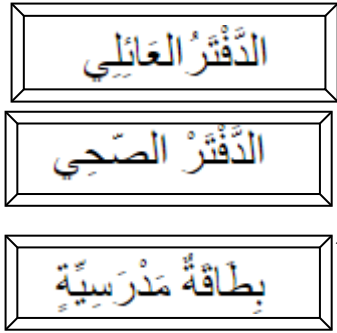 الدَّفْتَرُ العَائِلِي
الدَّفْتَرْ الصّحِي
بِطَاقَةٌ مَدْرَسِيَّةٍ